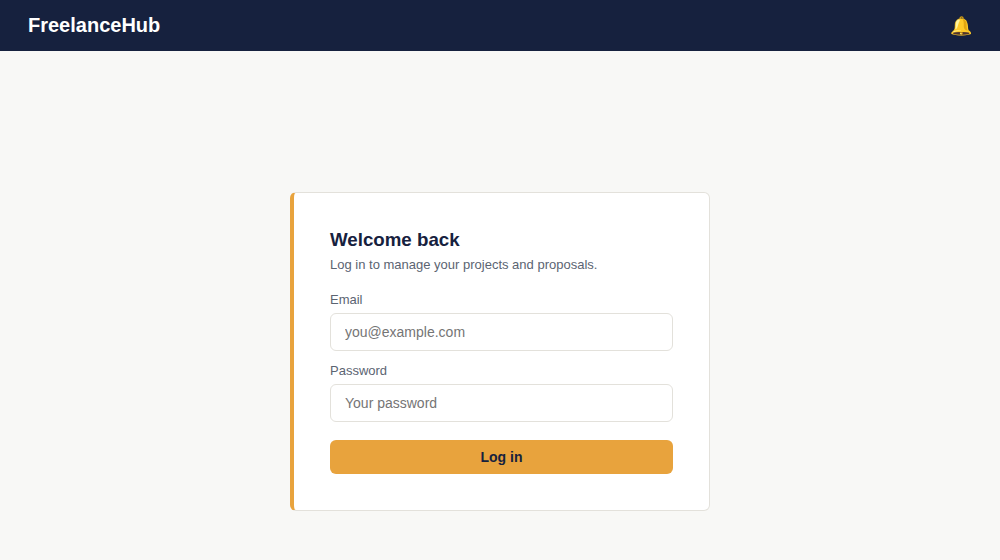 FreelanceHub
Welcome back
Log in to manage your projects and proposals.
Email
you@example.com
Password
Your password
Log in